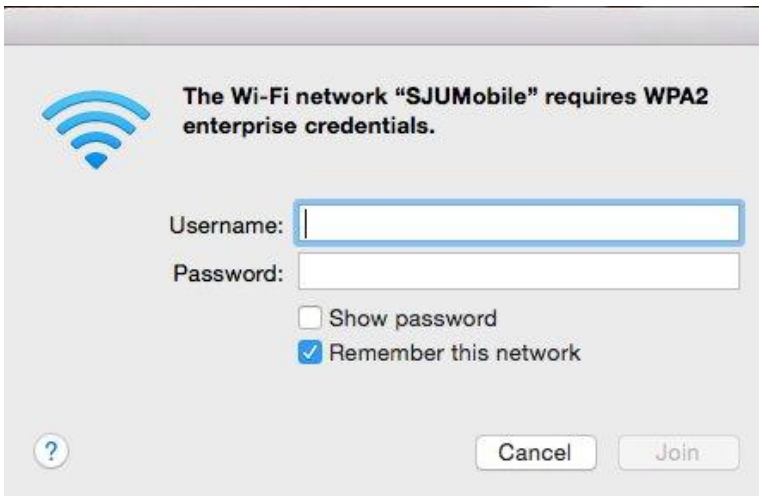 The Wi-Fi network “SJUMobile” requires WPA2
enterprise credentials.
Username:
Password:
Show password
Remember this network
?
Cancel
Join